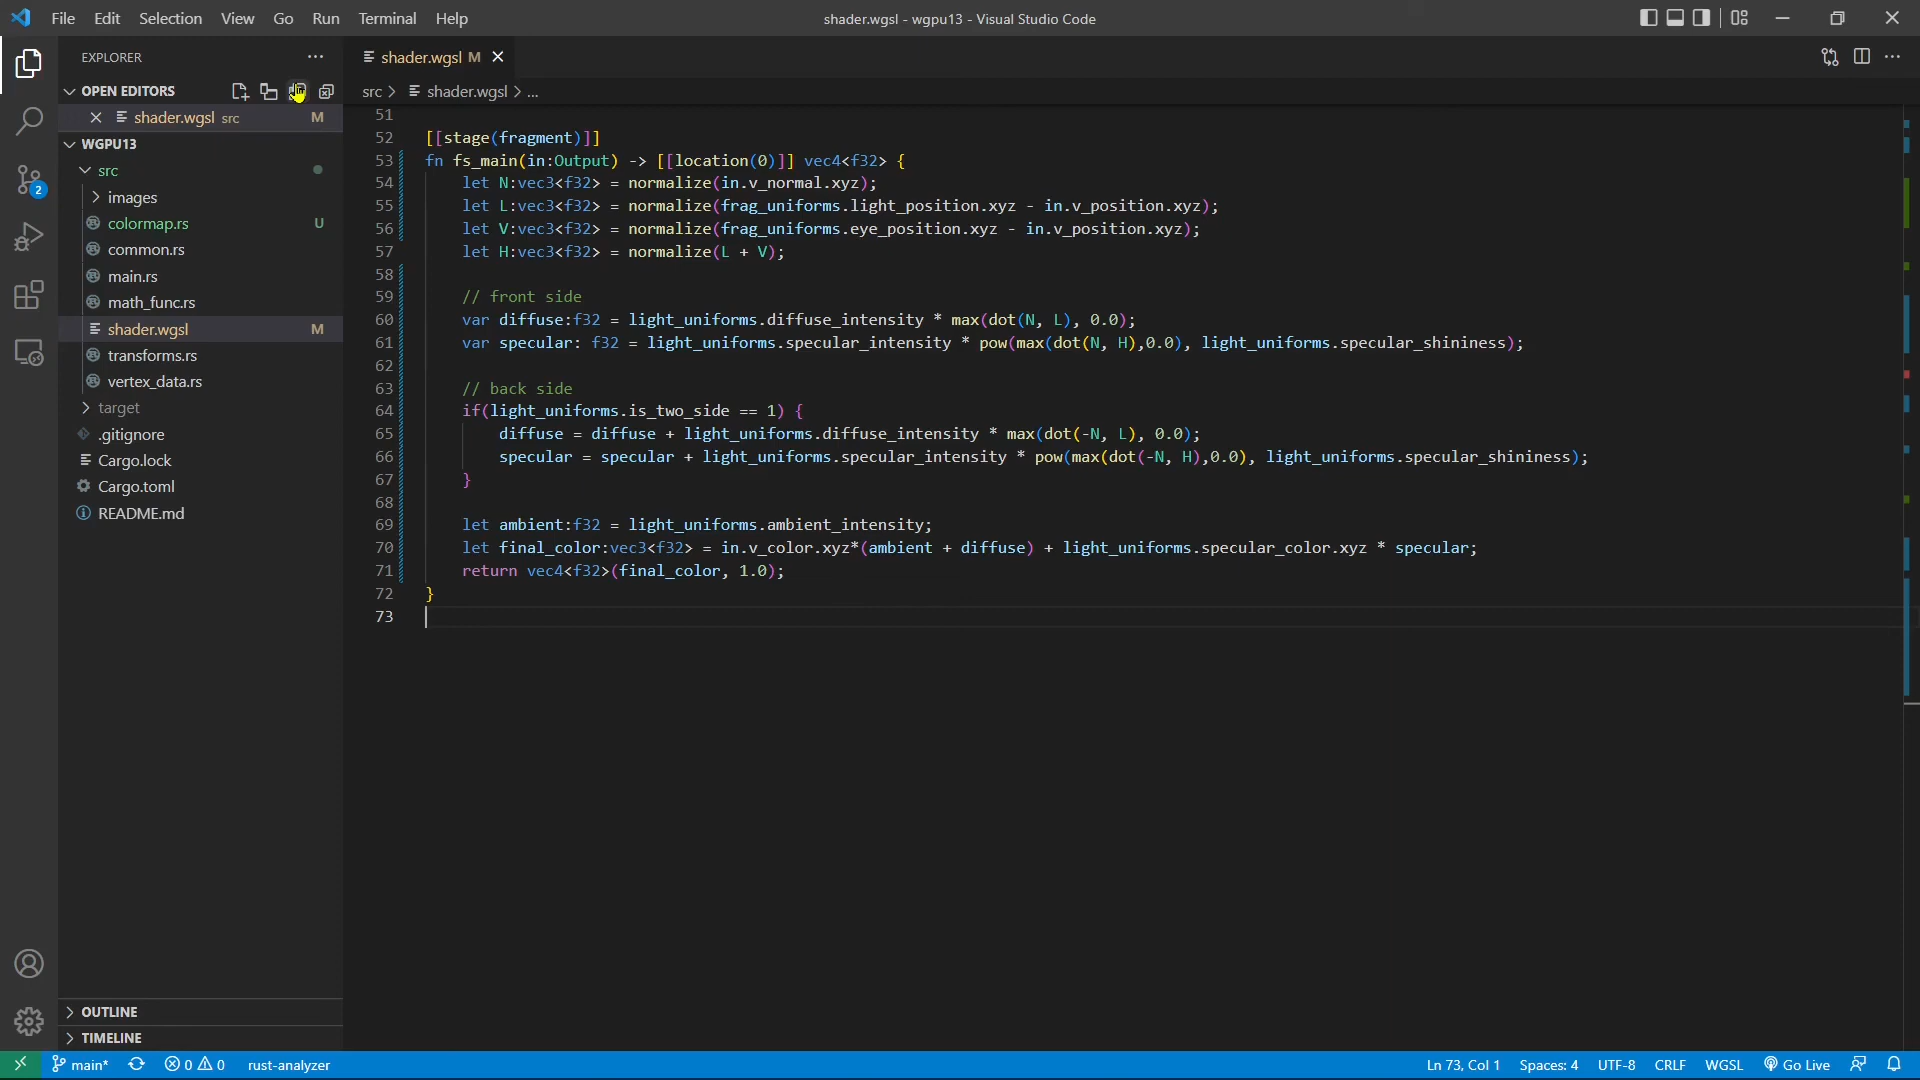 File Edit Selection View Go Run Terminal Help
shader.wgsl - wgpu13 - Visual Studio Code
EXPLORER
OPEN EDITORS
shader.wgsl src M
WGPU13
src
images
colormap.rs U
common.rs
main.rs
math_func.rs
shader.wgsl M
transforms.rs
vertex_data.rs
target
.gitignore
Cargo.lock
Cargo.toml
README.md
OUTLINE
TIMELINE
2
shader.wgsl M
src > shader.wgsl > ...
51
52 [[stage(fragment)]]
53 fn fs_main(in:Output) -> [[location(0)]] vec4<f32> {
54 let N:vec3<f32> = normalize(in.v_normal.xyz);
55 let L:vec3<f32> = normalize(frag_uniforms.light_position.xyz - in.v_position.xyz);
56 let V:vec3<f32> = normalize(frag_uniforms.eye_position.xyz - in.v_position.xyz);
57 let H:vec3<f32> = normalize(L + V);
58
59 // front side
60 var diffuse:f32 = light_uniforms.diffuse_intensity * max(dot(N, L), 0.0);
61 var specular: f32 = light_uniforms.specular_intensity * pow(max(dot(N, H),0.0), light_uniforms.specular_shininess);
62
63 // back side
64 if(light_uniforms.is_two_side == 1) {
65 diffuse = diffuse + light_uniforms.diffuse_intensity * max(dot(-N, L), 0.0);
66 specular = specular + light_uniforms.specular_intensity * pow(max(dot(-N, H),0.0), light_uniforms.specular_shininess);
67 }
68
69 let ambient:f32 = light_uniforms.ambient_intensity;
70 let final_color:vec3<f32> = in.v_color.xyz*(ambient + diffuse) + light_uniforms.specular_color.xyz * specular;
71 return vec4<f32>(final_color, 1.0);
72 }
73
main* 0 0 rust-analyzer
Ln 73, Col 1 Spaces: 4 UTF-8 CRLF WGSL Go Live